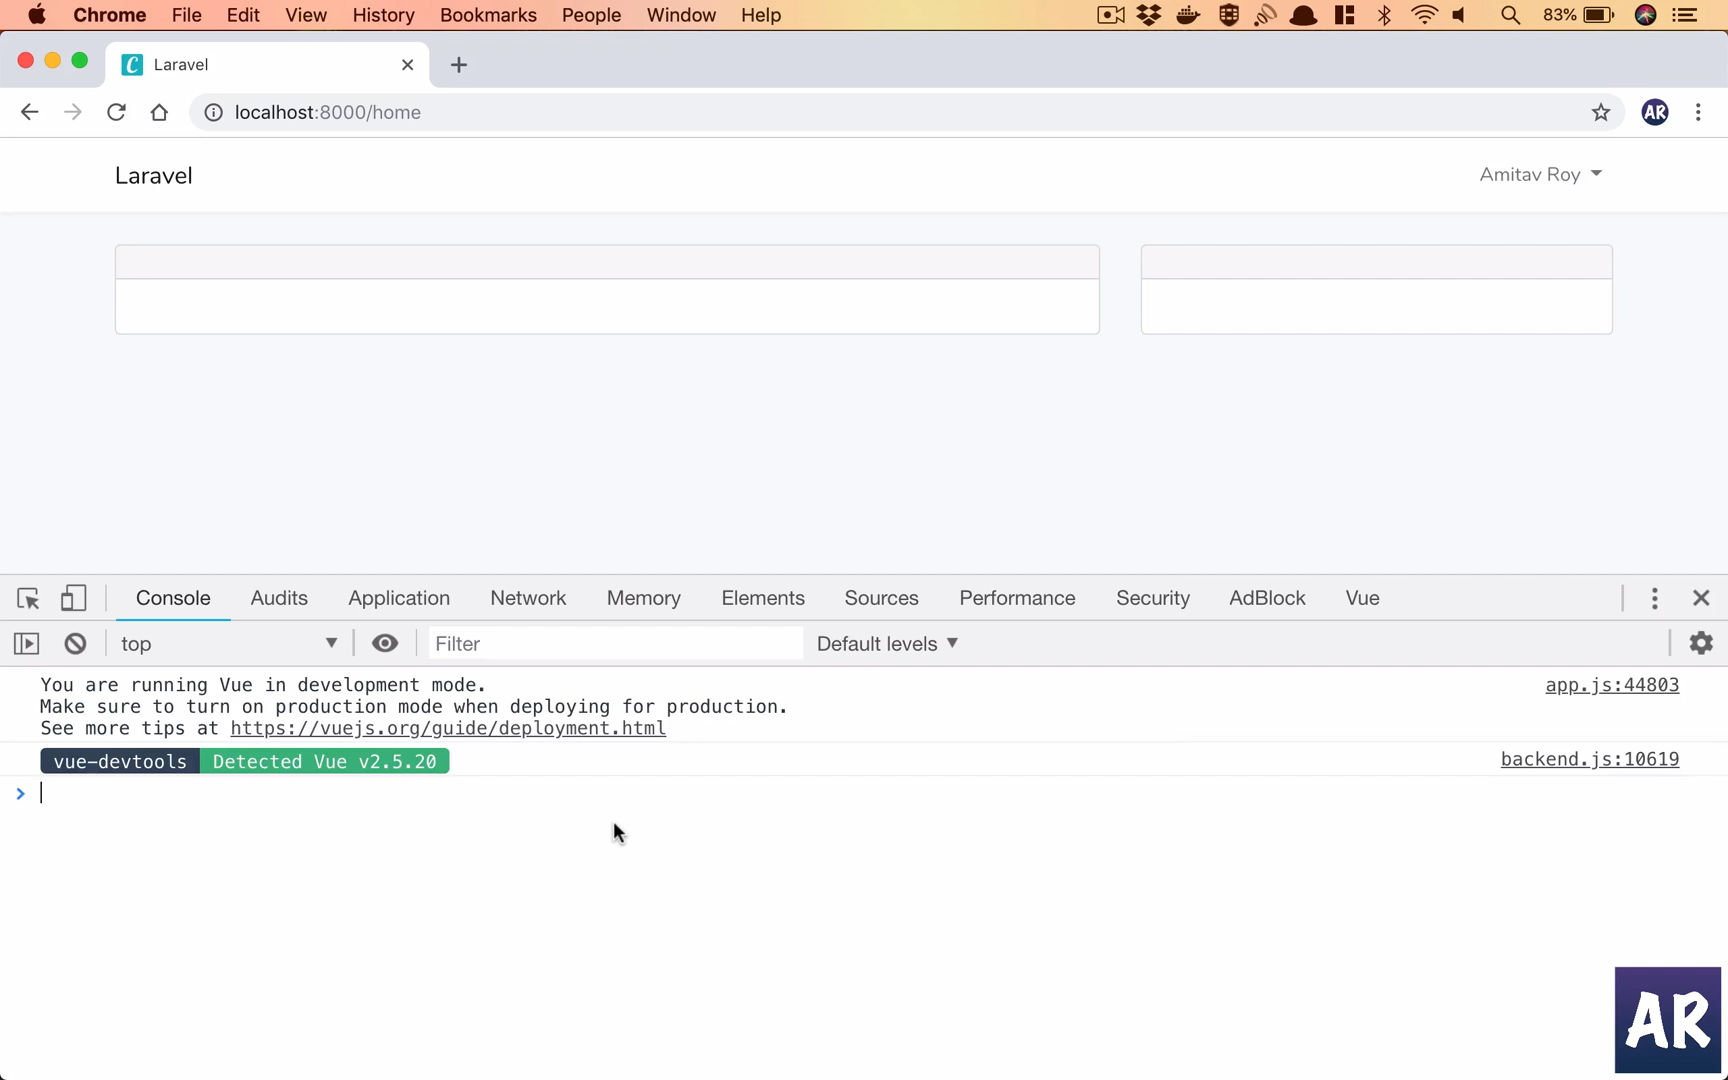 Chrome File Edit View History Bookmarks People Window Help 83%
C Laravel
localhost:8000/home AR
Laravel Amitav Roy
Console Audits Application Network Memory Elements Sources Performance Security AdBlock Vue
top Filter Default levels
You are running Vue in development mode. app.js:44803
Make sure to turn on production mode when deploying for production.
See more tips at https://vuejs.org/guide/deployment.html
vue-devtools Detected Vue v2.5.20 backend.js:10619
AR